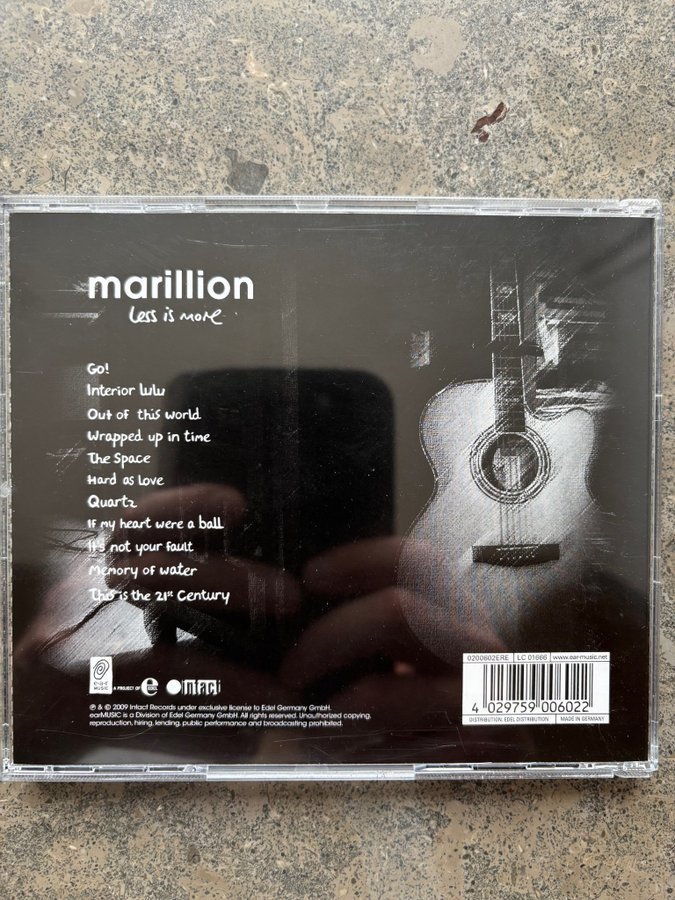 marillion
less is more
Go!
Interior lulu
Out of this world
Wrapped up in time
The Space
Hard as Love
Quartz
If my heart were a ball
It's not your fault
Memory of water
This is the 21st Century
e·a·r
MUSIC
A PROJECT OF
e
EDEL
intact
℗ & © 2009 Intact Records under exclusive license to Edel Germany GmbH.
earMUSIC is a Division of Edel Germany GmbH. All rights reserved. Unauthorized copying,
reproduction, hiring, lending, public performance and broadcasting prohibited.
0200602ERE LC 01666 www.ear-music.net
4 029759 006022
DISTRIBUTION: EDEL DISTRIBUTION MADE IN GERMANY